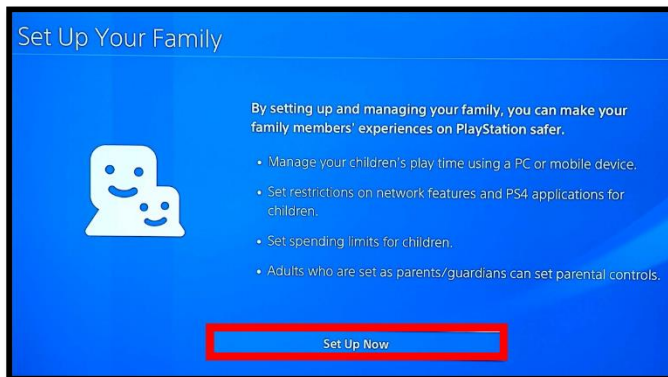 Set Up Your Family
By setting up and managing your family, you can make your
family members' experiences on PlayStation safer.
• Manage your children's play time using a PC or mobile device.
• Set restrictions on network features and PS4 applications for
children.
• Set spending limits for children.
• Adults who are set as parents/guardians can set parental controls.
Set Up Now